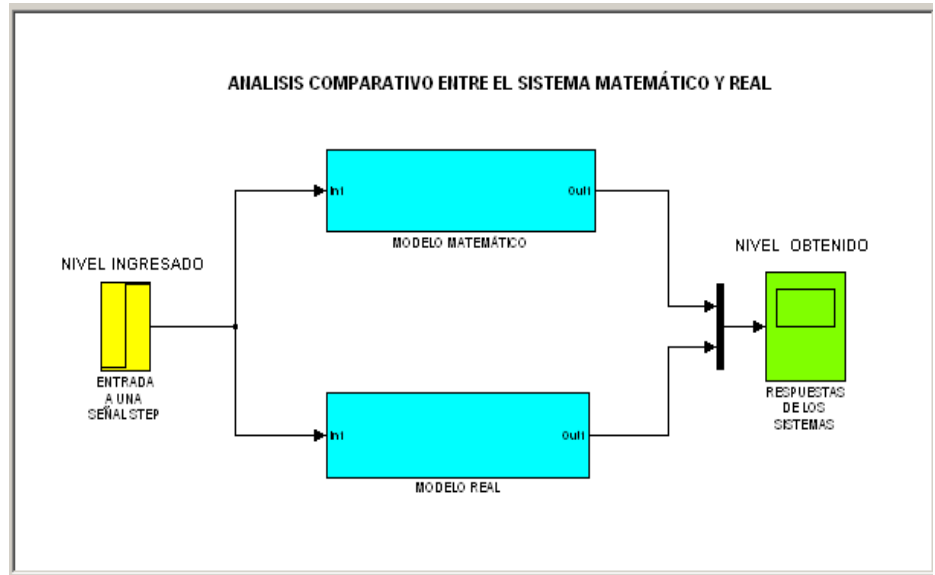 ANALISIS COMPARATIVO ENTRE EL SISTEMA MATEMÁTICO Y REAL
In1
Out1
MODELO MATEMÁTICO
NIVEL INGRESADO
NIVEL OBTENIDO
ENTRADA
A UNA
SEÑAL STEP
RESPUESTAS
DE LOS
SISTEMAS
In1
Out1
MODELO REAL